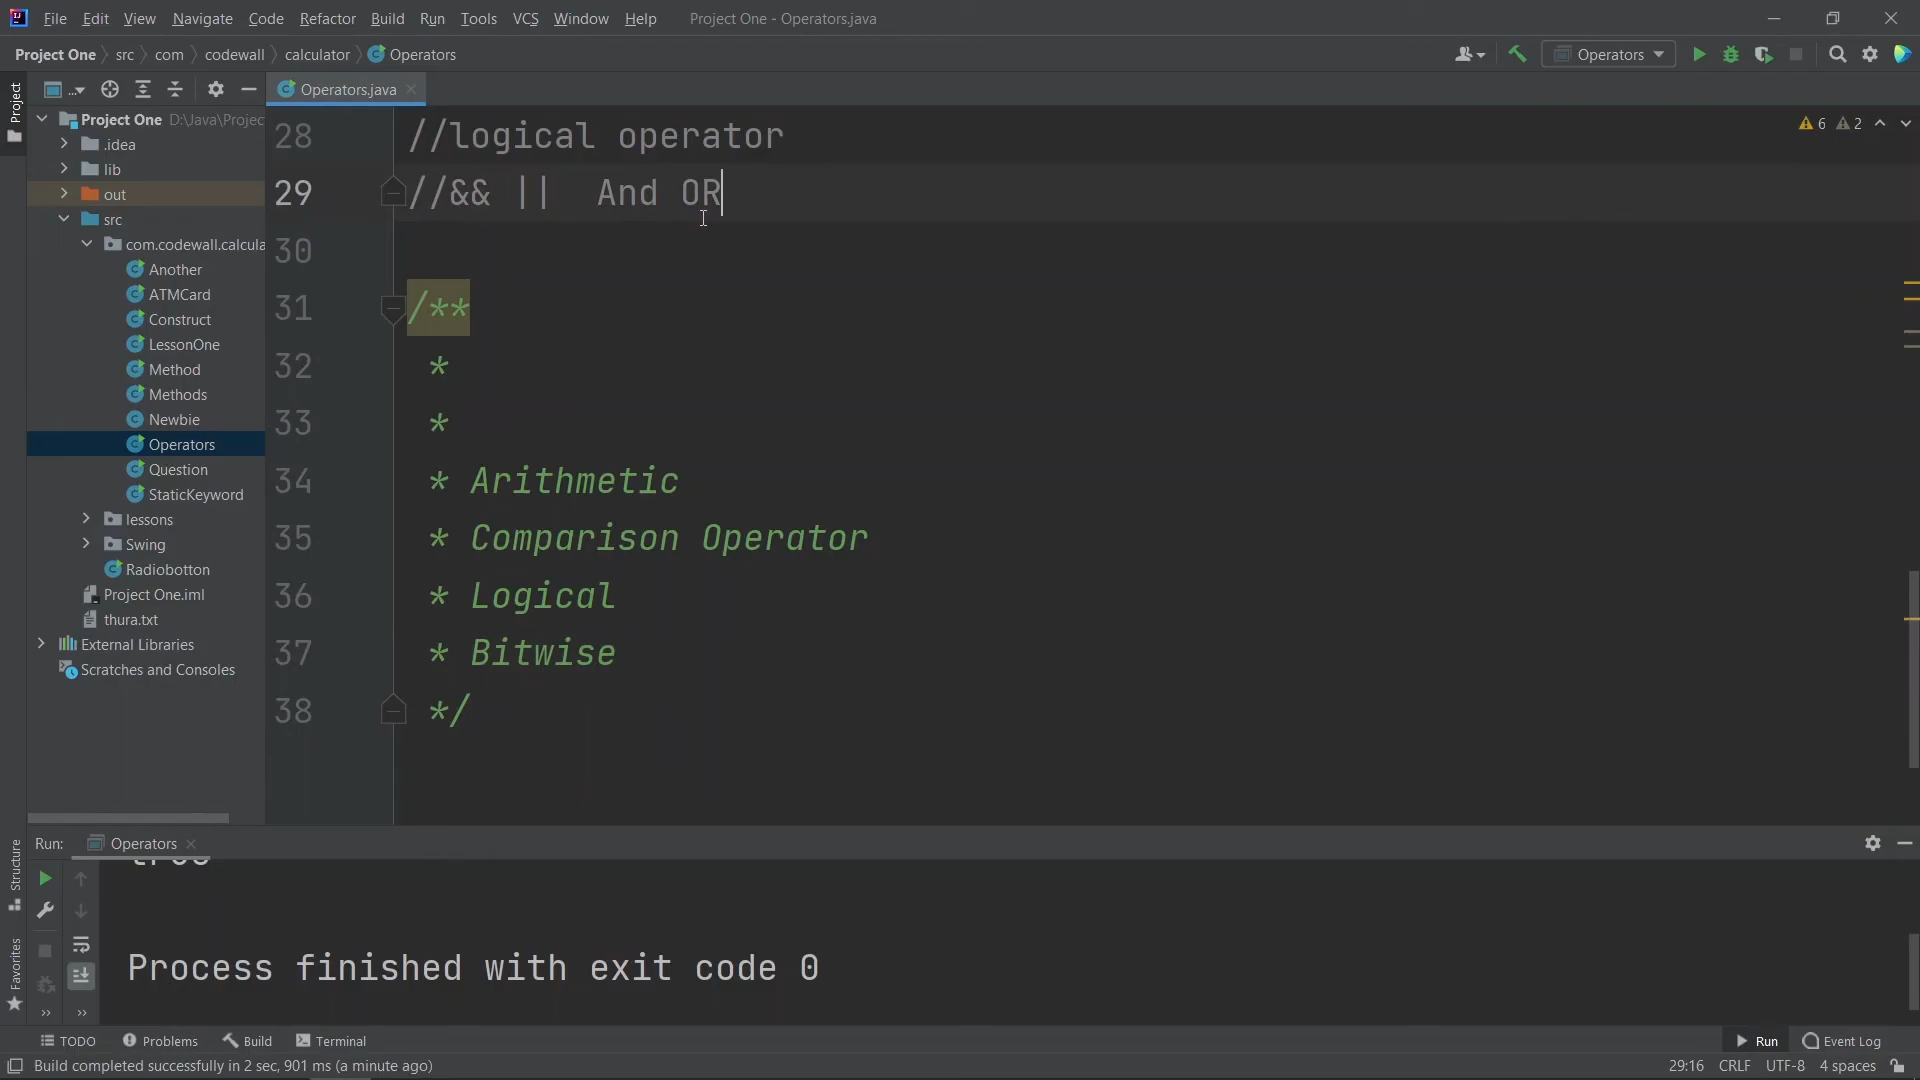 File Edit View Navigate Code Refactor Build Run Tools VCS Window Help Project One - Operators.java
Project One src com codewall calculator Operators Operators
Project ... Operators.java
Project One D:\Java\Projec
.idea
lib
out
src
com.codewall.calcula
Another
ATMCard
Construct
LessonOne
Method
Methods
Newbie
Operators
Question
StaticKeyword
lessons
Swing
Radiobotton
Project One.iml
thura.txt
External Libraries
Scratches and Consoles
28 //logical operator
6 2
29 //&& ||  And OR
30
31 /**
32 *
33 *
34 * Arithmetic
35 * Comparison Operator
36 * Logical
37 * Bitwise
38 */
Run: Operators
Structure
Favorites
Process finished with exit code 0
TODO Problems Build Terminal Run Event Log
Build completed successfully in 2 sec, 901 ms (a minute ago) 29:16 CRLF UTF-8 4 spaces